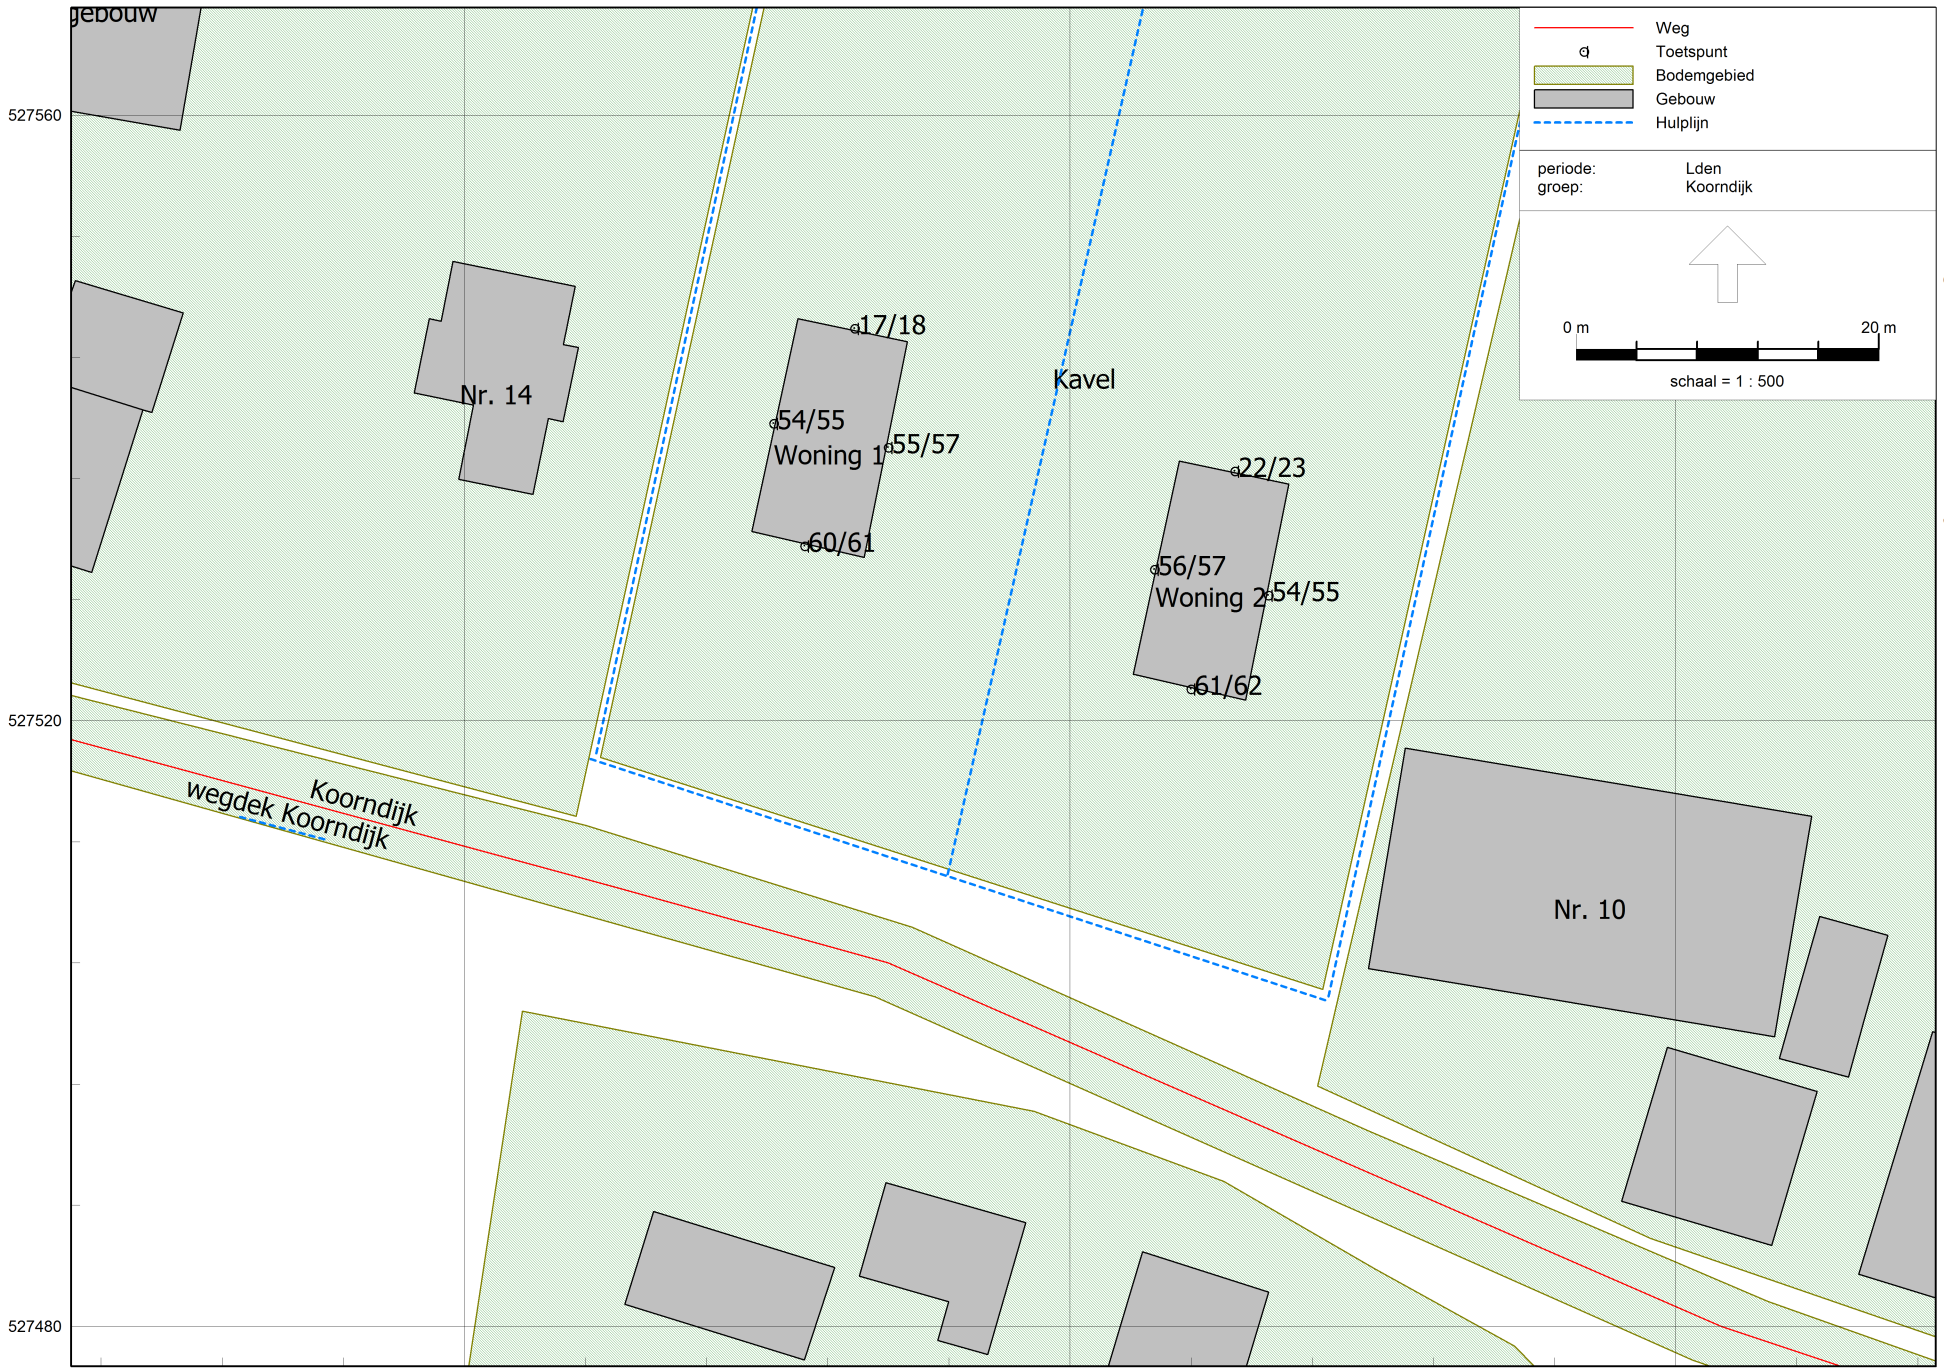 gebouw
Weg
Toetspunt
Bodemgebied
Gebouw
Hulplijn
527560
periode: Lden
groep: Koorndijk
0 m 20 m
schaal = 1 : 500
17/18
Kavel
Nr. 14
54/55
55/57
Woning 1
22/23
60/61
56/57
54/55
Woning 2
61/62
527520
Koorndijk
wegdek Koorndijk
Nr. 10
527480